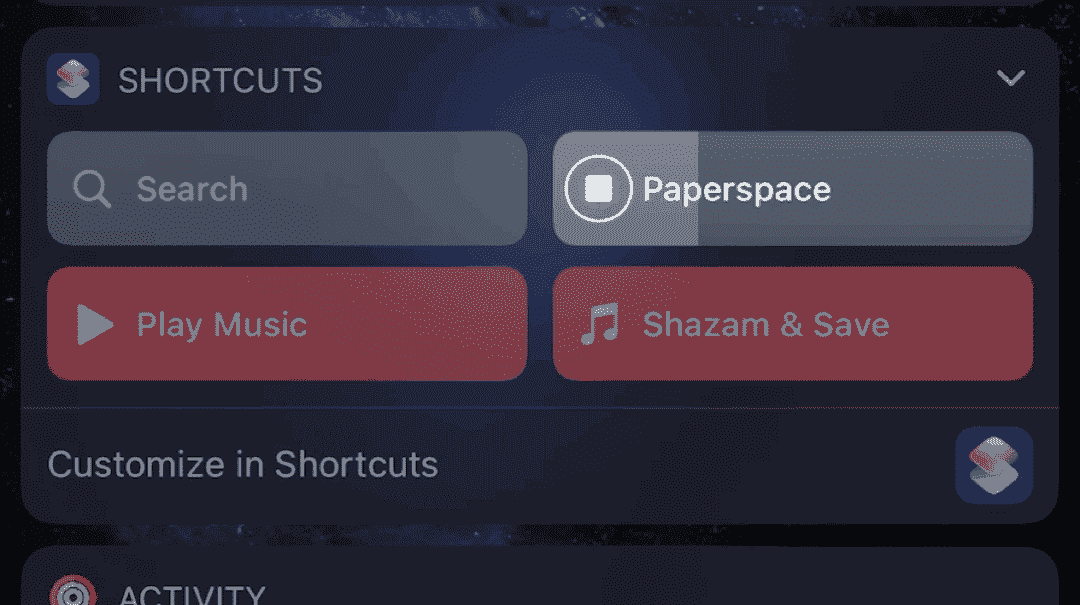 SHORTCUTS
Search
Paperspace
Play Music
Shazam & Save
Customize in Shortcuts
ACTIVITY